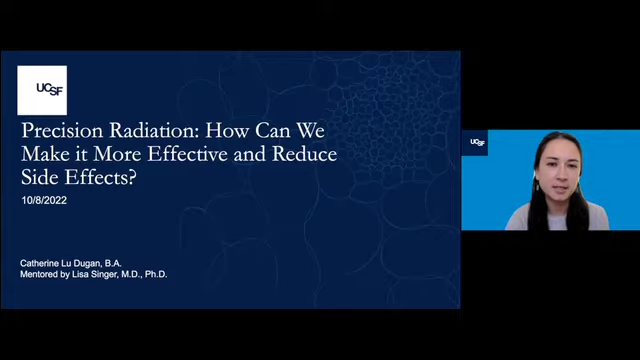 UCSF
Precision Radiation: How Can We
Make it More Effective and Reduce
Side Effects?
10/8/2022
Catherine Lu Dugan, B.A.
Mentored by Lisa Singer, M.D., Ph.D.
UCSF